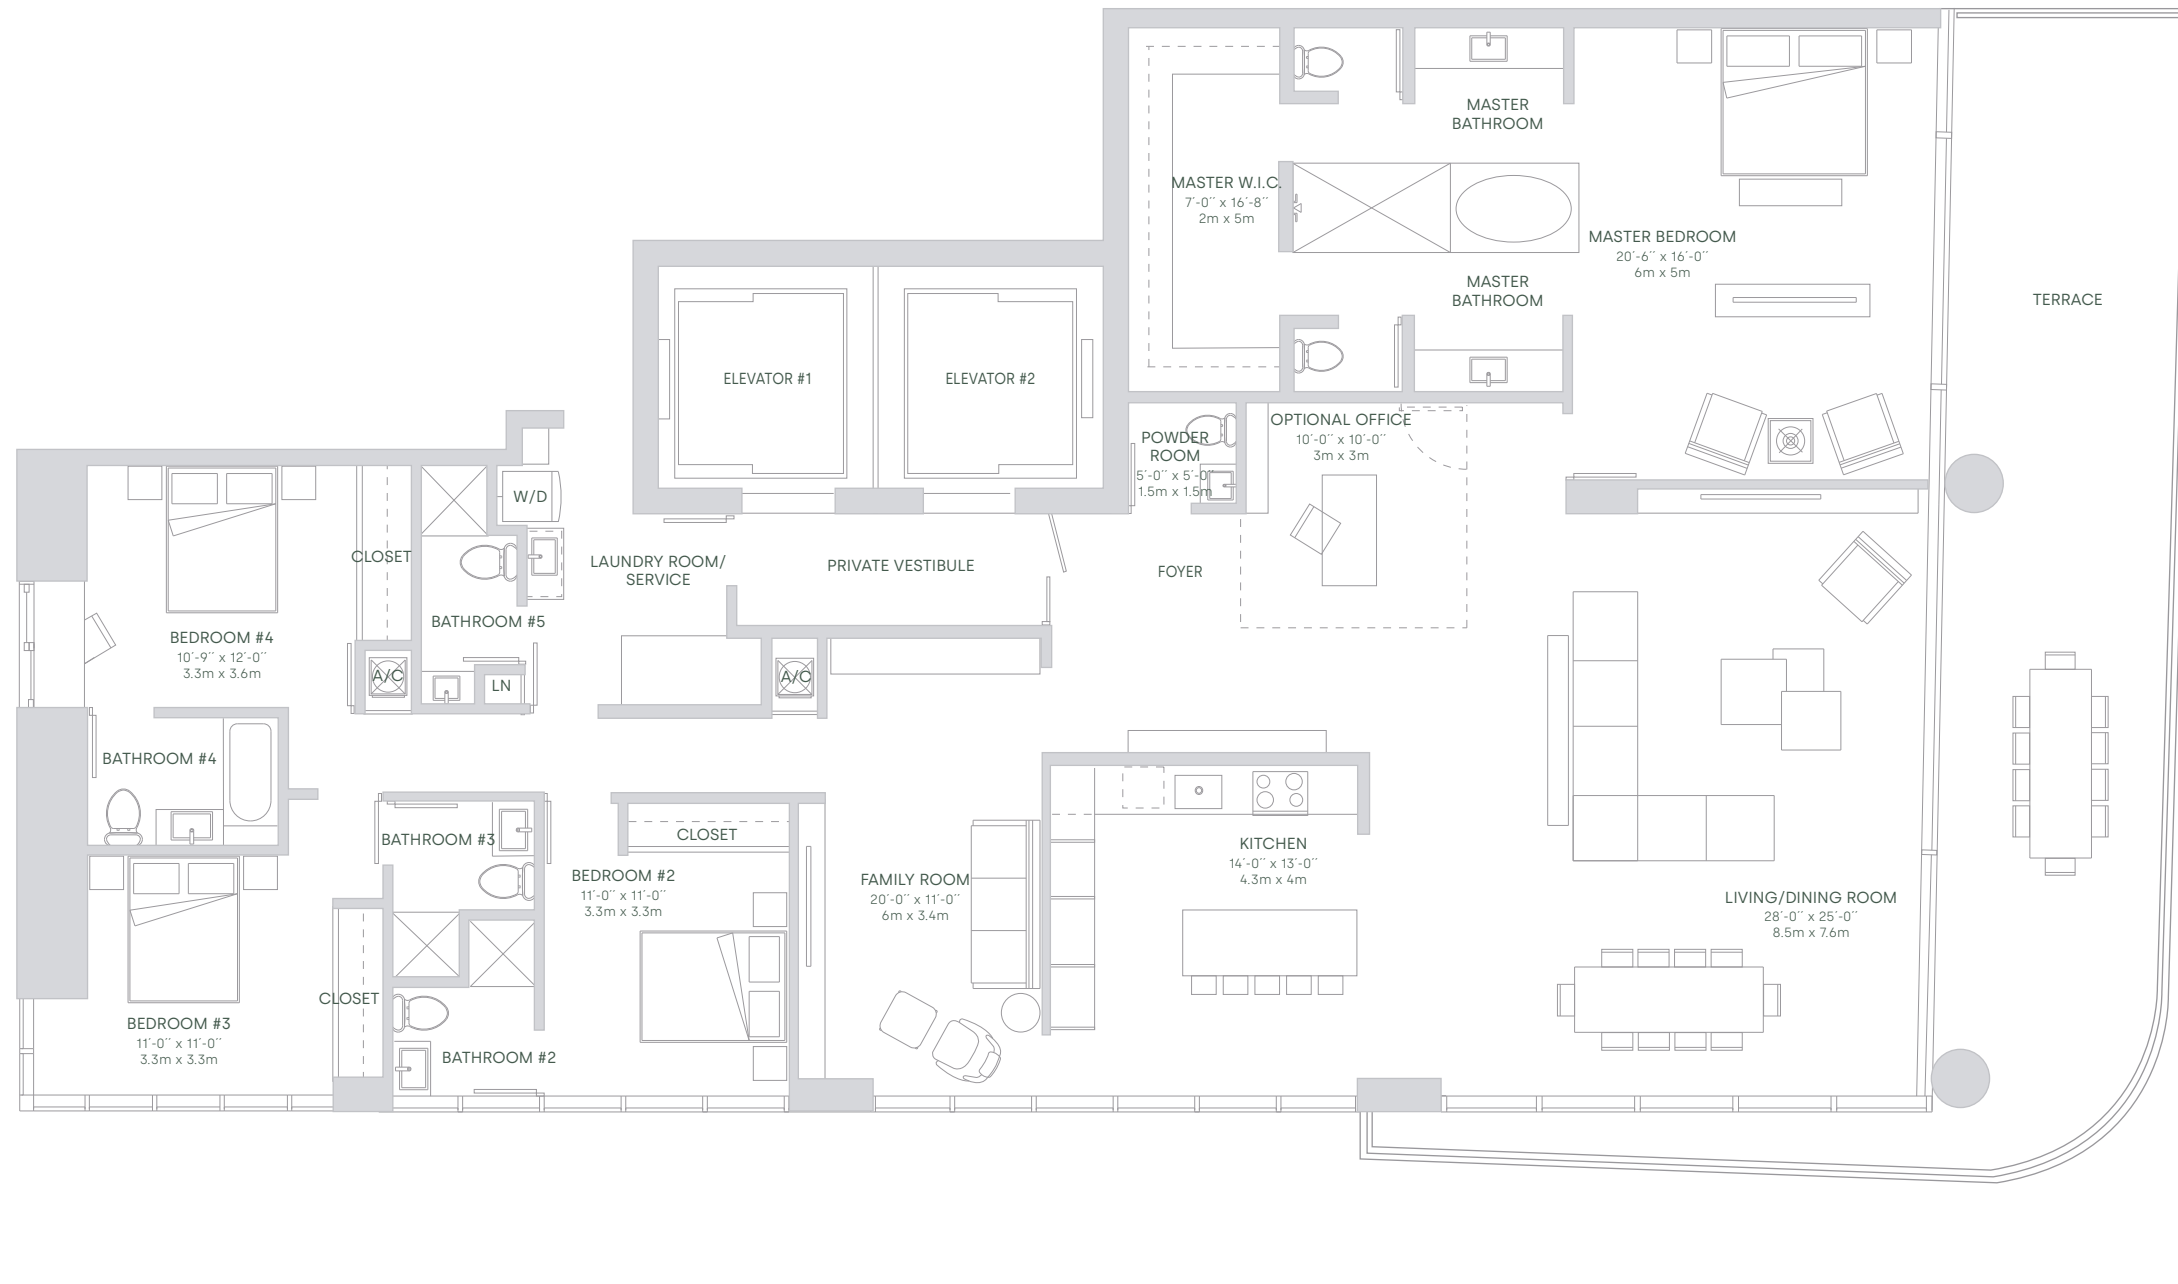 MASTER
BATHROOM
MASTER W.I.C.
7´-0´´ x 16´-8´´
2m x 5m
MASTER BEDROOM
20´-6´´ x 16´-0´´
6m x 5m
MASTER
BATHROOM
TERRACE
ELEVATOR #1
ELEVATOR #2
OPTIONAL OFFICE
10´-0´´ x 10´-0´´
3m x 3m
POWDER
ROOM
5´-0´´ x 5´-0´´
1.5m x 1.5m
W/D
CLOSET
LAUNDRY ROOM/
SERVICE
PRIVATE VESTIBULE
FOYER
BATHROOM #5
BEDROOM #4
10´-9´´ x 12´-0´´
3.3m x 3.6m
A/C
LN
A/C
BATHROOM #4
BATHROOM #3
CLOSET
KITCHEN
14´-0´´ x 13´-0´´
4.3m x 4m
BEDROOM #2
11´-0´´ x 11´-0´´
3.3m x 3.3m
FAMILY ROOM
20´-0´´ x 11´-0´´
6m x 3.4m
LIVING/DINING ROOM
28´-0´´ x 25´-0´´
8.5m x 7.6m
CLOSET
BEDROOM #3
11´-0´´ x 11´-0´´
3.3m x 3.3m
BATHROOM #2